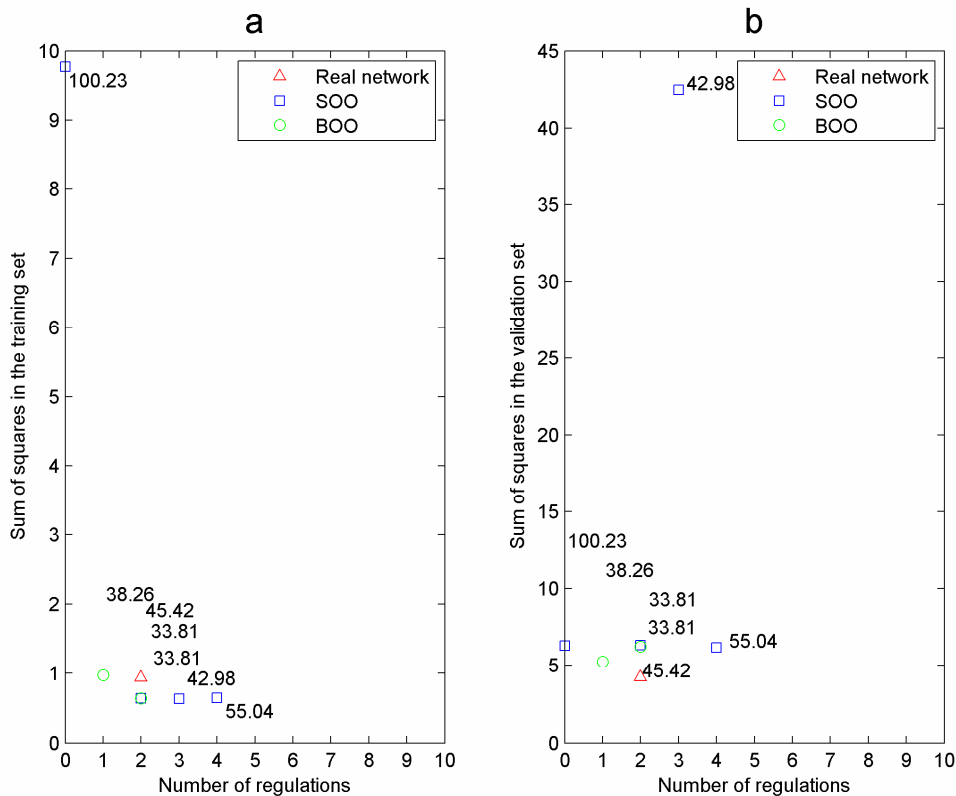 a
Sum of squares in the training set
10
9
8
7
6
5
4
3
2
1
0
100.23
Real network
SOO
BOO
38.26
45.42
33.81
33.81
42.98
55.04
0 1 2 3 4 5 6 7 8 9 10
Number of regulations
b
Sum of squares in the validation set
45
40
35
30
25
20
15
10
5
0
42.98
Real network
SOO
BOO
100.23
38.26
33.81
33.81
55.04
45.42
0 1 2 3 4 5 6 7 8 9 10
Number of regulations